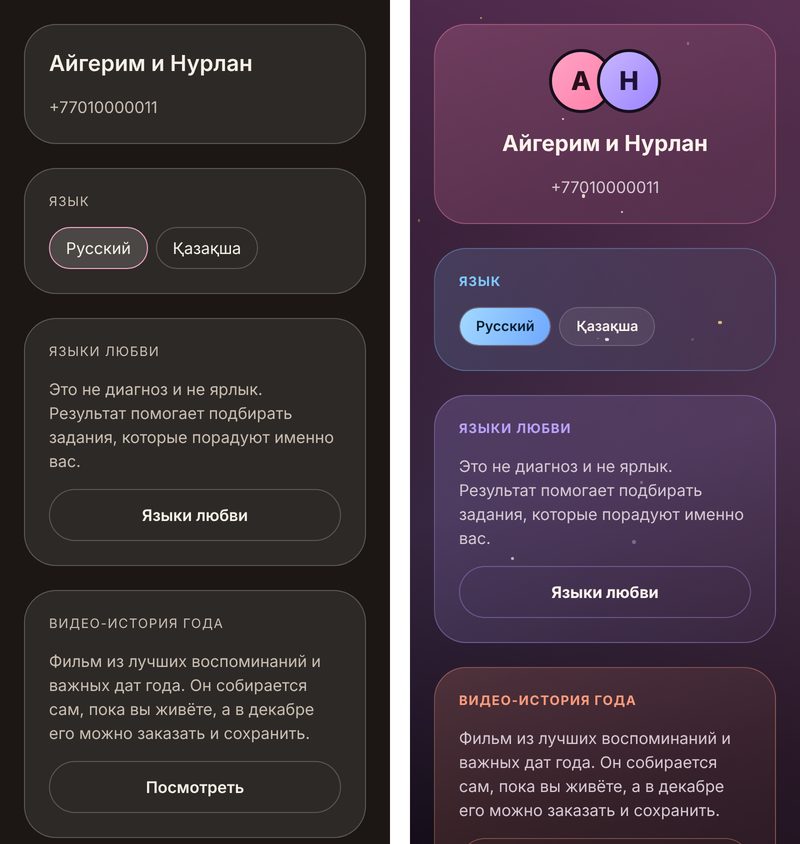 Айгерим и Нурлан
+77010000011
ЯЗЫК
Русский Қазақша
ЯЗЫКИ ЛЮБВИ
Это не диагноз и не ярлык.
Результат помогает подбирать
задания, которые порадуют именно
вас.
Языки любви
ВИДЕО-ИСТОРИЯ ГОДА
Фильм из лучших воспоминаний и
важных дат года. Он собирается
сам, пока вы живёте, а в декабре
его можно заказать и сохранить.
Посмотреть
А Н
Айгерим и Нурлан
+77010000011
ЯЗЫК
Русский Қазақша
ЯЗЫКИ ЛЮБВИ
Это не диагноз и не ярлык.
Результат помогает подбирать
задания, которые порадуют именно
вас.
Языки любви
ВИДЕО-ИСТОРИЯ ГОДА
Фильм из лучших воспоминаний и
важных дат года. Он собирается
сам, пока вы живёте, а в декабре
его можно заказать и сохранить.